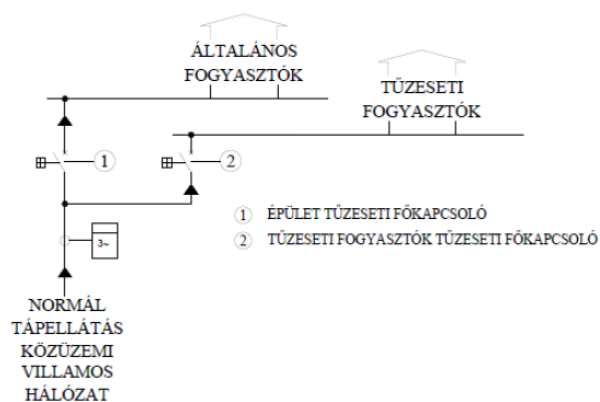 ÁLTALÁNOS
FOGYASZTÓK
TŰZESETI
FOGYASZTÓK
1
2
1 ÉPÜLET TŰZESETI FŐKAPCSOLÓ
2 TŰZESETI FOGYASZTÓK TŰZESETI FŐKAPCSOLÓ
3~
NORMÁL
TÁPELLÁTÁS
KÖZÜZEMI
VILLAMOS
HÁLÓZAT